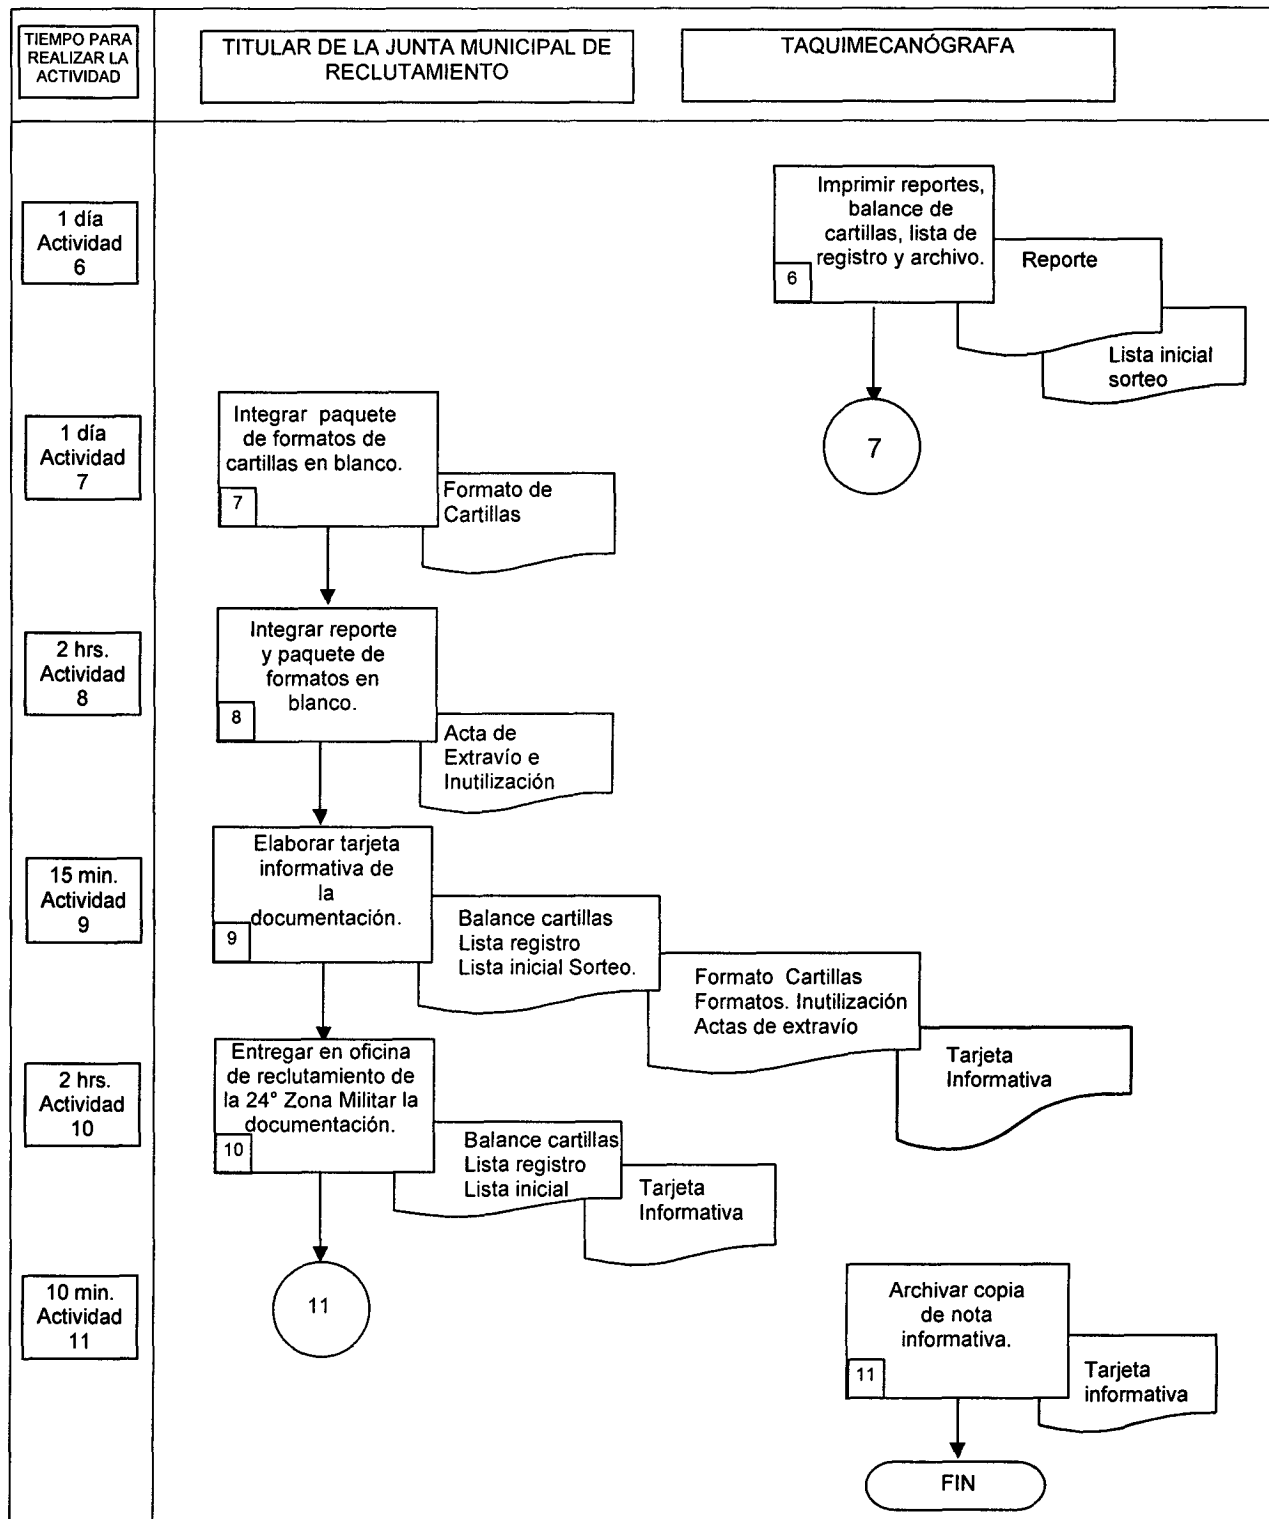 TIEMPO PARA
REALIZAR LA
ACTIVIDAD
TITULAR DE LA JUNTA MUNICIPAL DE
RECLUTAMIENTO
TAQUIMECANÓGRAFA
1 día
Actividad
6
Imprimir reportes,
balance de
cartillas, lista de
registro y archivo.
6
Reporte
Lista inicial
sorteo
7
1 día
Actividad
7
Integrar paquete
de formatos de
cartillas en blanco.
7
Formato de
Cartillas
2 hrs.
Actividad
8
Integrar reporte
y paquete de
formatos en
blanco.
8
Acta de
Extravío e
Inutilización
15 min.
Actividad
9
Elaborar tarjeta
informativa de
la
documentación.
9
Balance cartillas
Lista registro
Lista inicial Sorteo.
Formato Cartillas
Formatos. Inutilización
Actas de extravío
Tarjeta
Informativa
2 hrs.
Actividad
10
Entregar en oficina
de reclutamiento de
la 24° Zona Militar la
documentación.
10
Balance cartillas
Lista registro
Lista inicial
Tarjeta
Informativa
10 min.
Actividad
11
11
Archivar copia
de nota
informativa.
11
Tarjeta
informativa
FIN